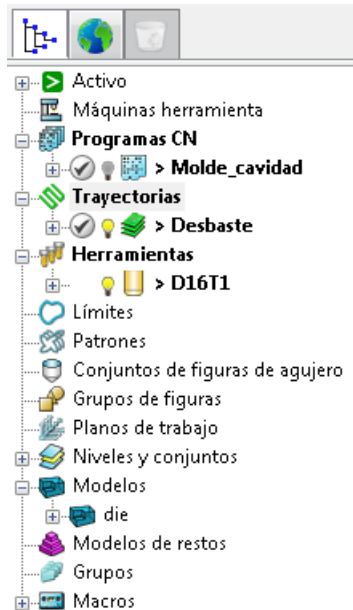 Activo
Máquinas herramienta
Programas CN
> Molde_cavidad
Trayectorias
> Desbaste
Herramientas
> D16T1
Límites
Patrones
Conjuntos de figuras de agujero
Grupos de figuras
Planos de trabajo
Niveles y conjuntos
Modelos
die
Modelos de restos
Grupos
Macros